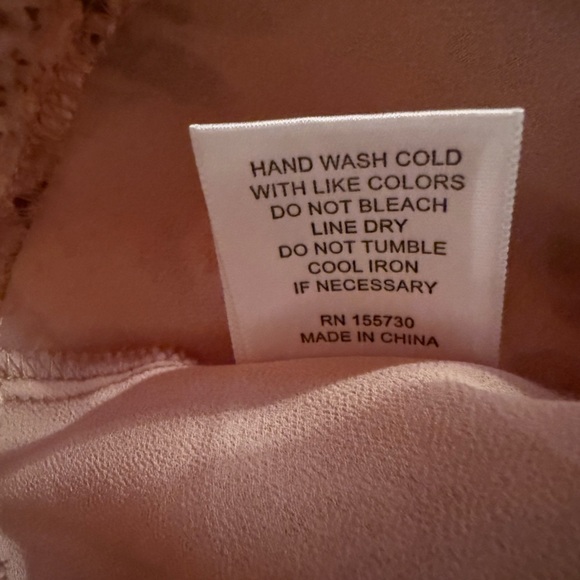 HAND WASH COLD
WITH LIKE COLORS
DO NOT BLEACH
LINE DRY
DO NOT TUMBLE
COOL IRON
IF NECESSARY
RN 155730
MADE IN CHINA